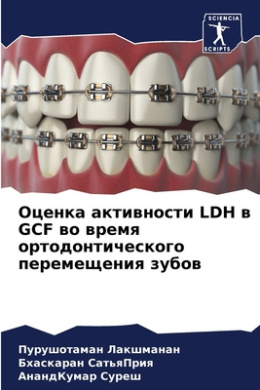 SCIENCIA
SCRIPTS
Оценка активности LDH в
GCF во время
ортодонтического
перемещения зубов
Пурушотаман Лакшманан
Бхаскаран СатьяПрия
АнандКумар Суреш